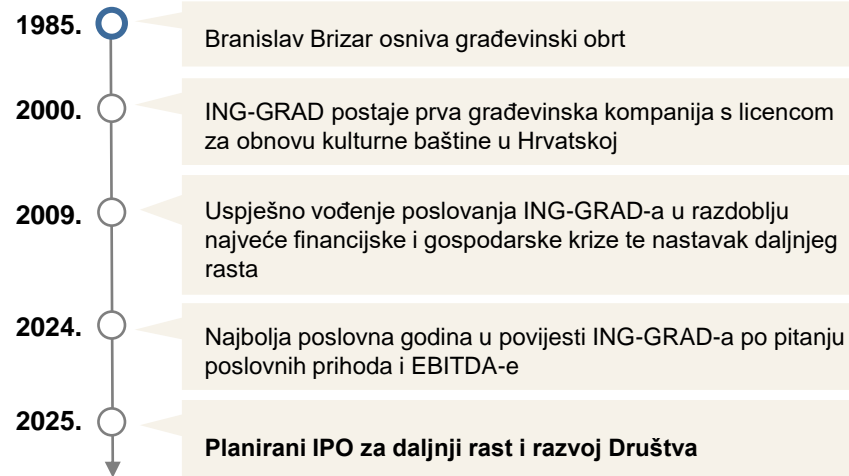 1985.
Branislav Brizar osniva građevinski obrt
2000.
ING-GRAD postaje prva građevinska kompanija s licencom
za obnovu kulturne baštine u Hrvatskoj
2009.
Uspješno vođenje poslovanja ING-GRAD-a u razdoblju
najveće financijske i gospodarske krize te nastavak daljnjeg
rasta
2024.
Najbolja poslovna godina u povijesti ING-GRAD-a po pitanju
poslovnih prihoda i EBITDA-e
2025.
Planirani IPO za daljnji rast i razvoj Društva